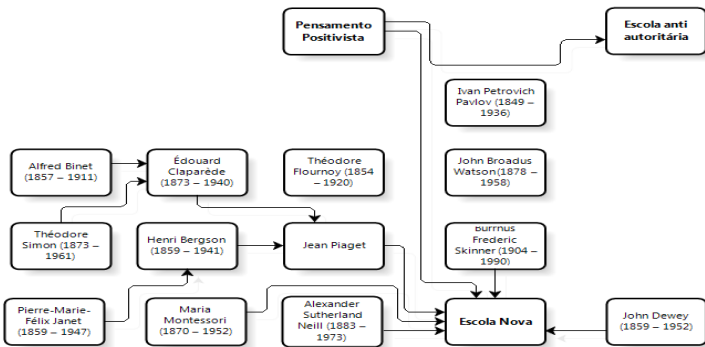 Pensamento
Positivista
Escola anti
autoritária
Ivan Petrovich
Pavlov (1849 –
1936)
Alfred Binet
(1857 – 1911)
Édouard
Claparède
(1873 – 1940)
Théodore
Flournoy (1854
– 1920)
John Broadus
Watson (1878 –
1958)
Théodore
Simon (1873 –
1961)
Henri Bergson
(1859 – 1941)
Jean Piaget
Burrhus
Frederic
Skinner (1904 –
1990)
Pierre-Marie-
Félix Janet
(1859 – 1947)
Maria
Montessori
(1870 – 1952)
Alexander
Sutherland
Neill (1883 –
1973)
Escola Nova
John Dewey
(1859 – 1952)